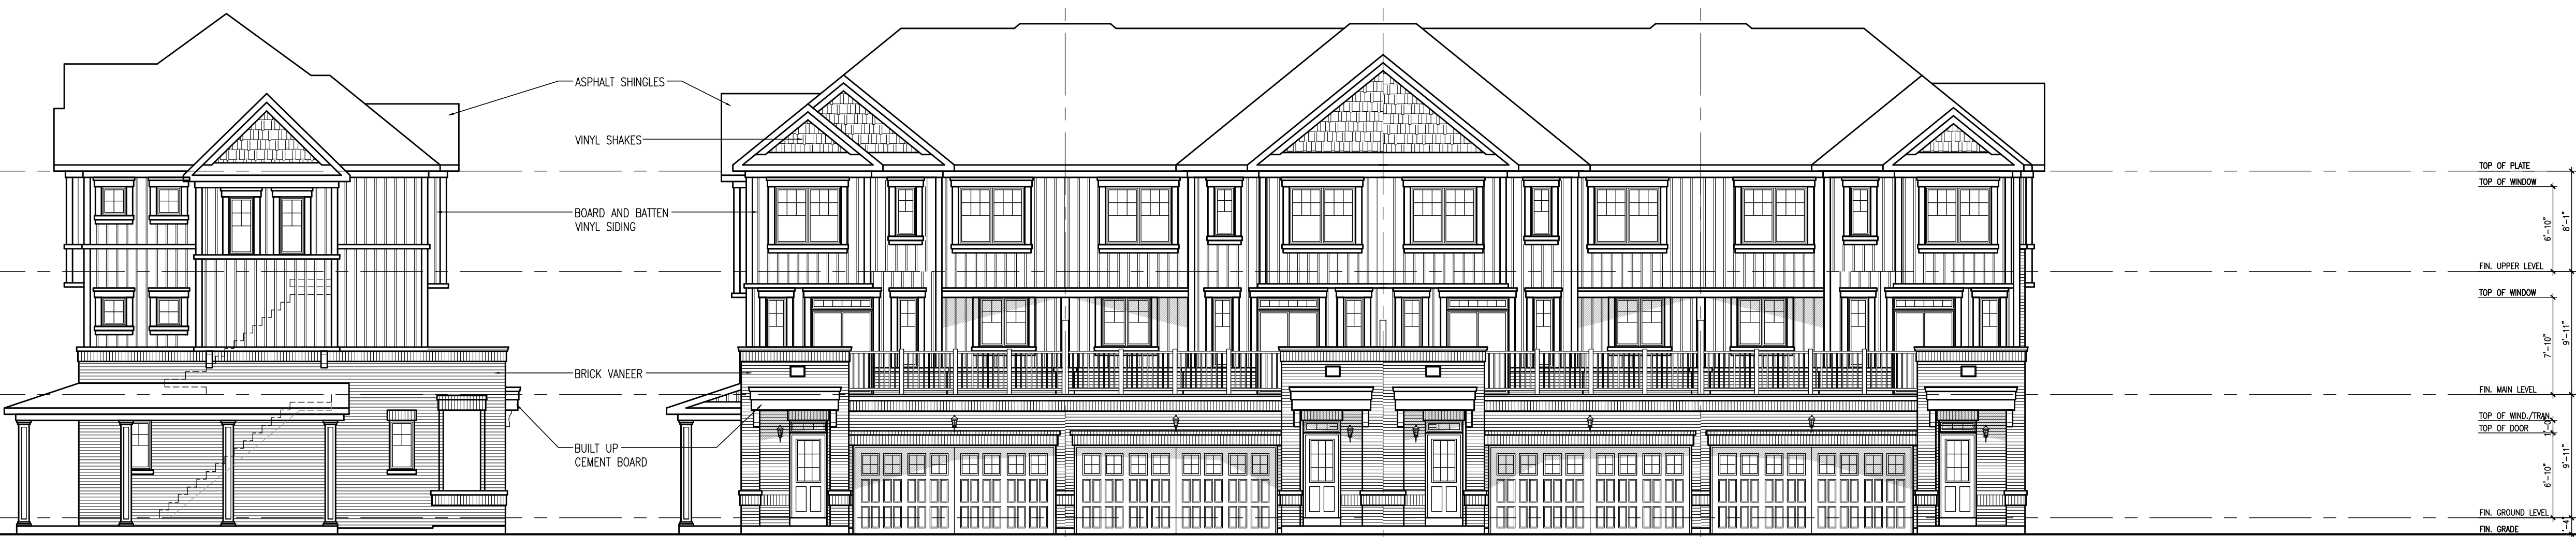 ASPHALT SHINGLES
VINYL SHAKES
BOARD AND BATTEN
VINYL SIDING
BRICK VANEER
BUILT UP
CEMENT BOARD
TOP OF PLATE
TOP OF WINDOW
6'-10"
8'-1"
FIN. UPPER LEVEL
TOP OF WINDOW
7'-10"
9'-11"
FIN. MAIN LEVEL
TOP OF WIND./TRAN.
TOP OF DOOR
6'-10"
9'-11"
FIN. GROUND LEVEL
FIN. GRADE